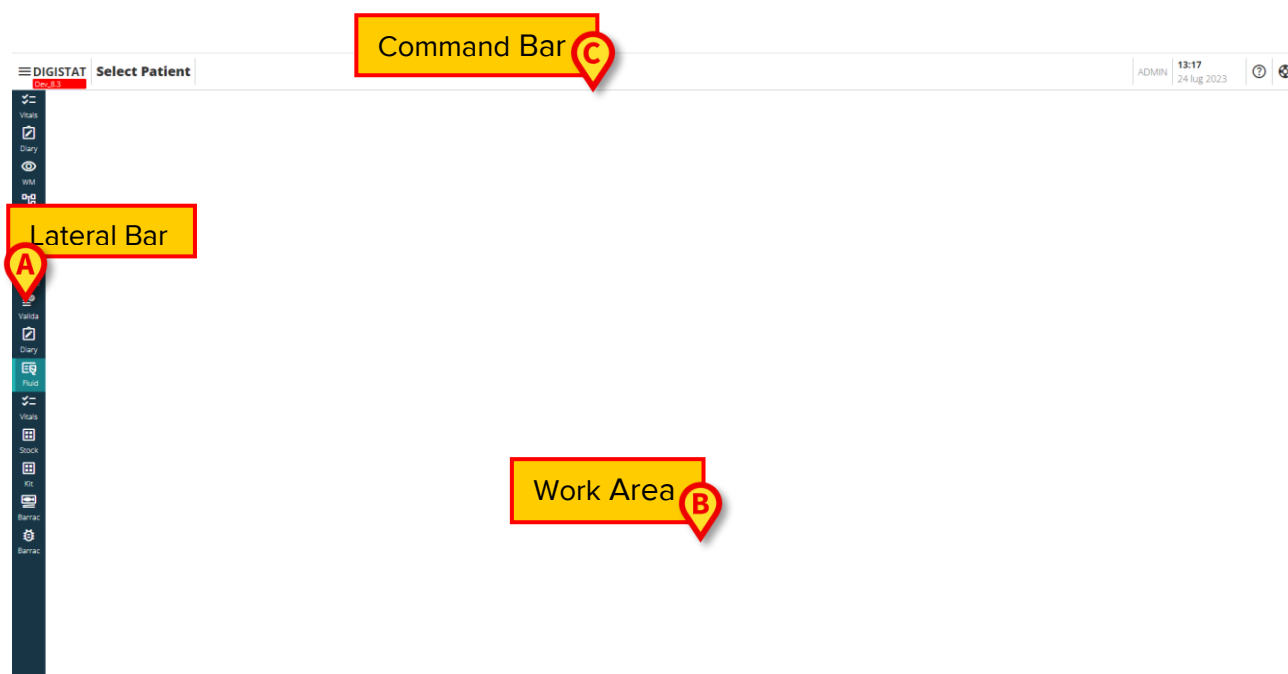 Command Bar
C
DIGISTAT
Select Patient
ADMIN
13:17
24 lug 2023
Dev_8.3
Vitals
Diary
WM
Lateral Bar
A
Valida
Diary
Fluid
Vitals
Stock
Kit
Work Area
B
Barrac
Barrac